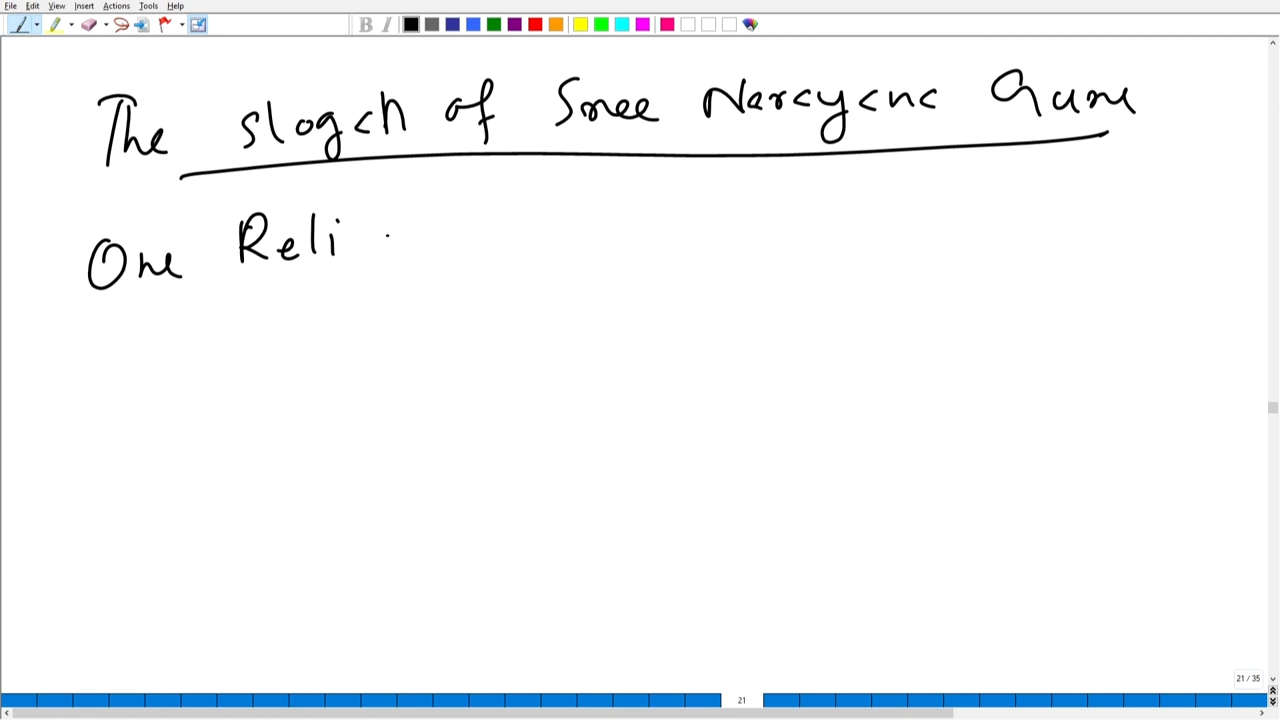 File Edit View Insert Actions Tools Help
B I
The slogan of Sree Narayana Guru
One Reli
21 / 35
21